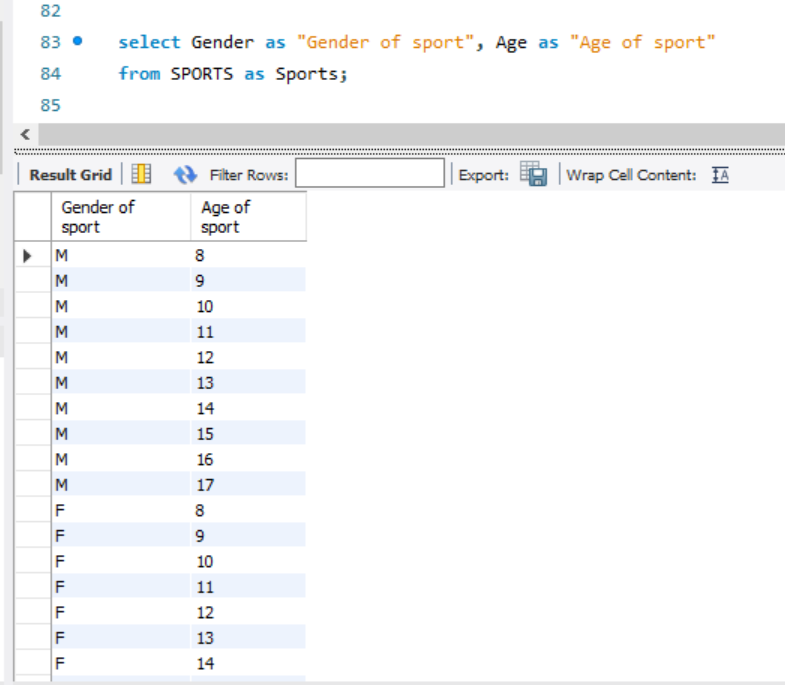 82
83 select Gender as "Gender of sport", Age as "Age of sport"
84 from SPORTS as Sports;
85
Result Grid Filter Rows: Export: Wrap Cell Content: IA
Gender of sport Age of sport
M 8
M 9
M 10
M 11
M 12
M 13
M 14
M 15
M 16
M 17
F 8
F 9
F 10
F 11
F 12
F 13
F 14